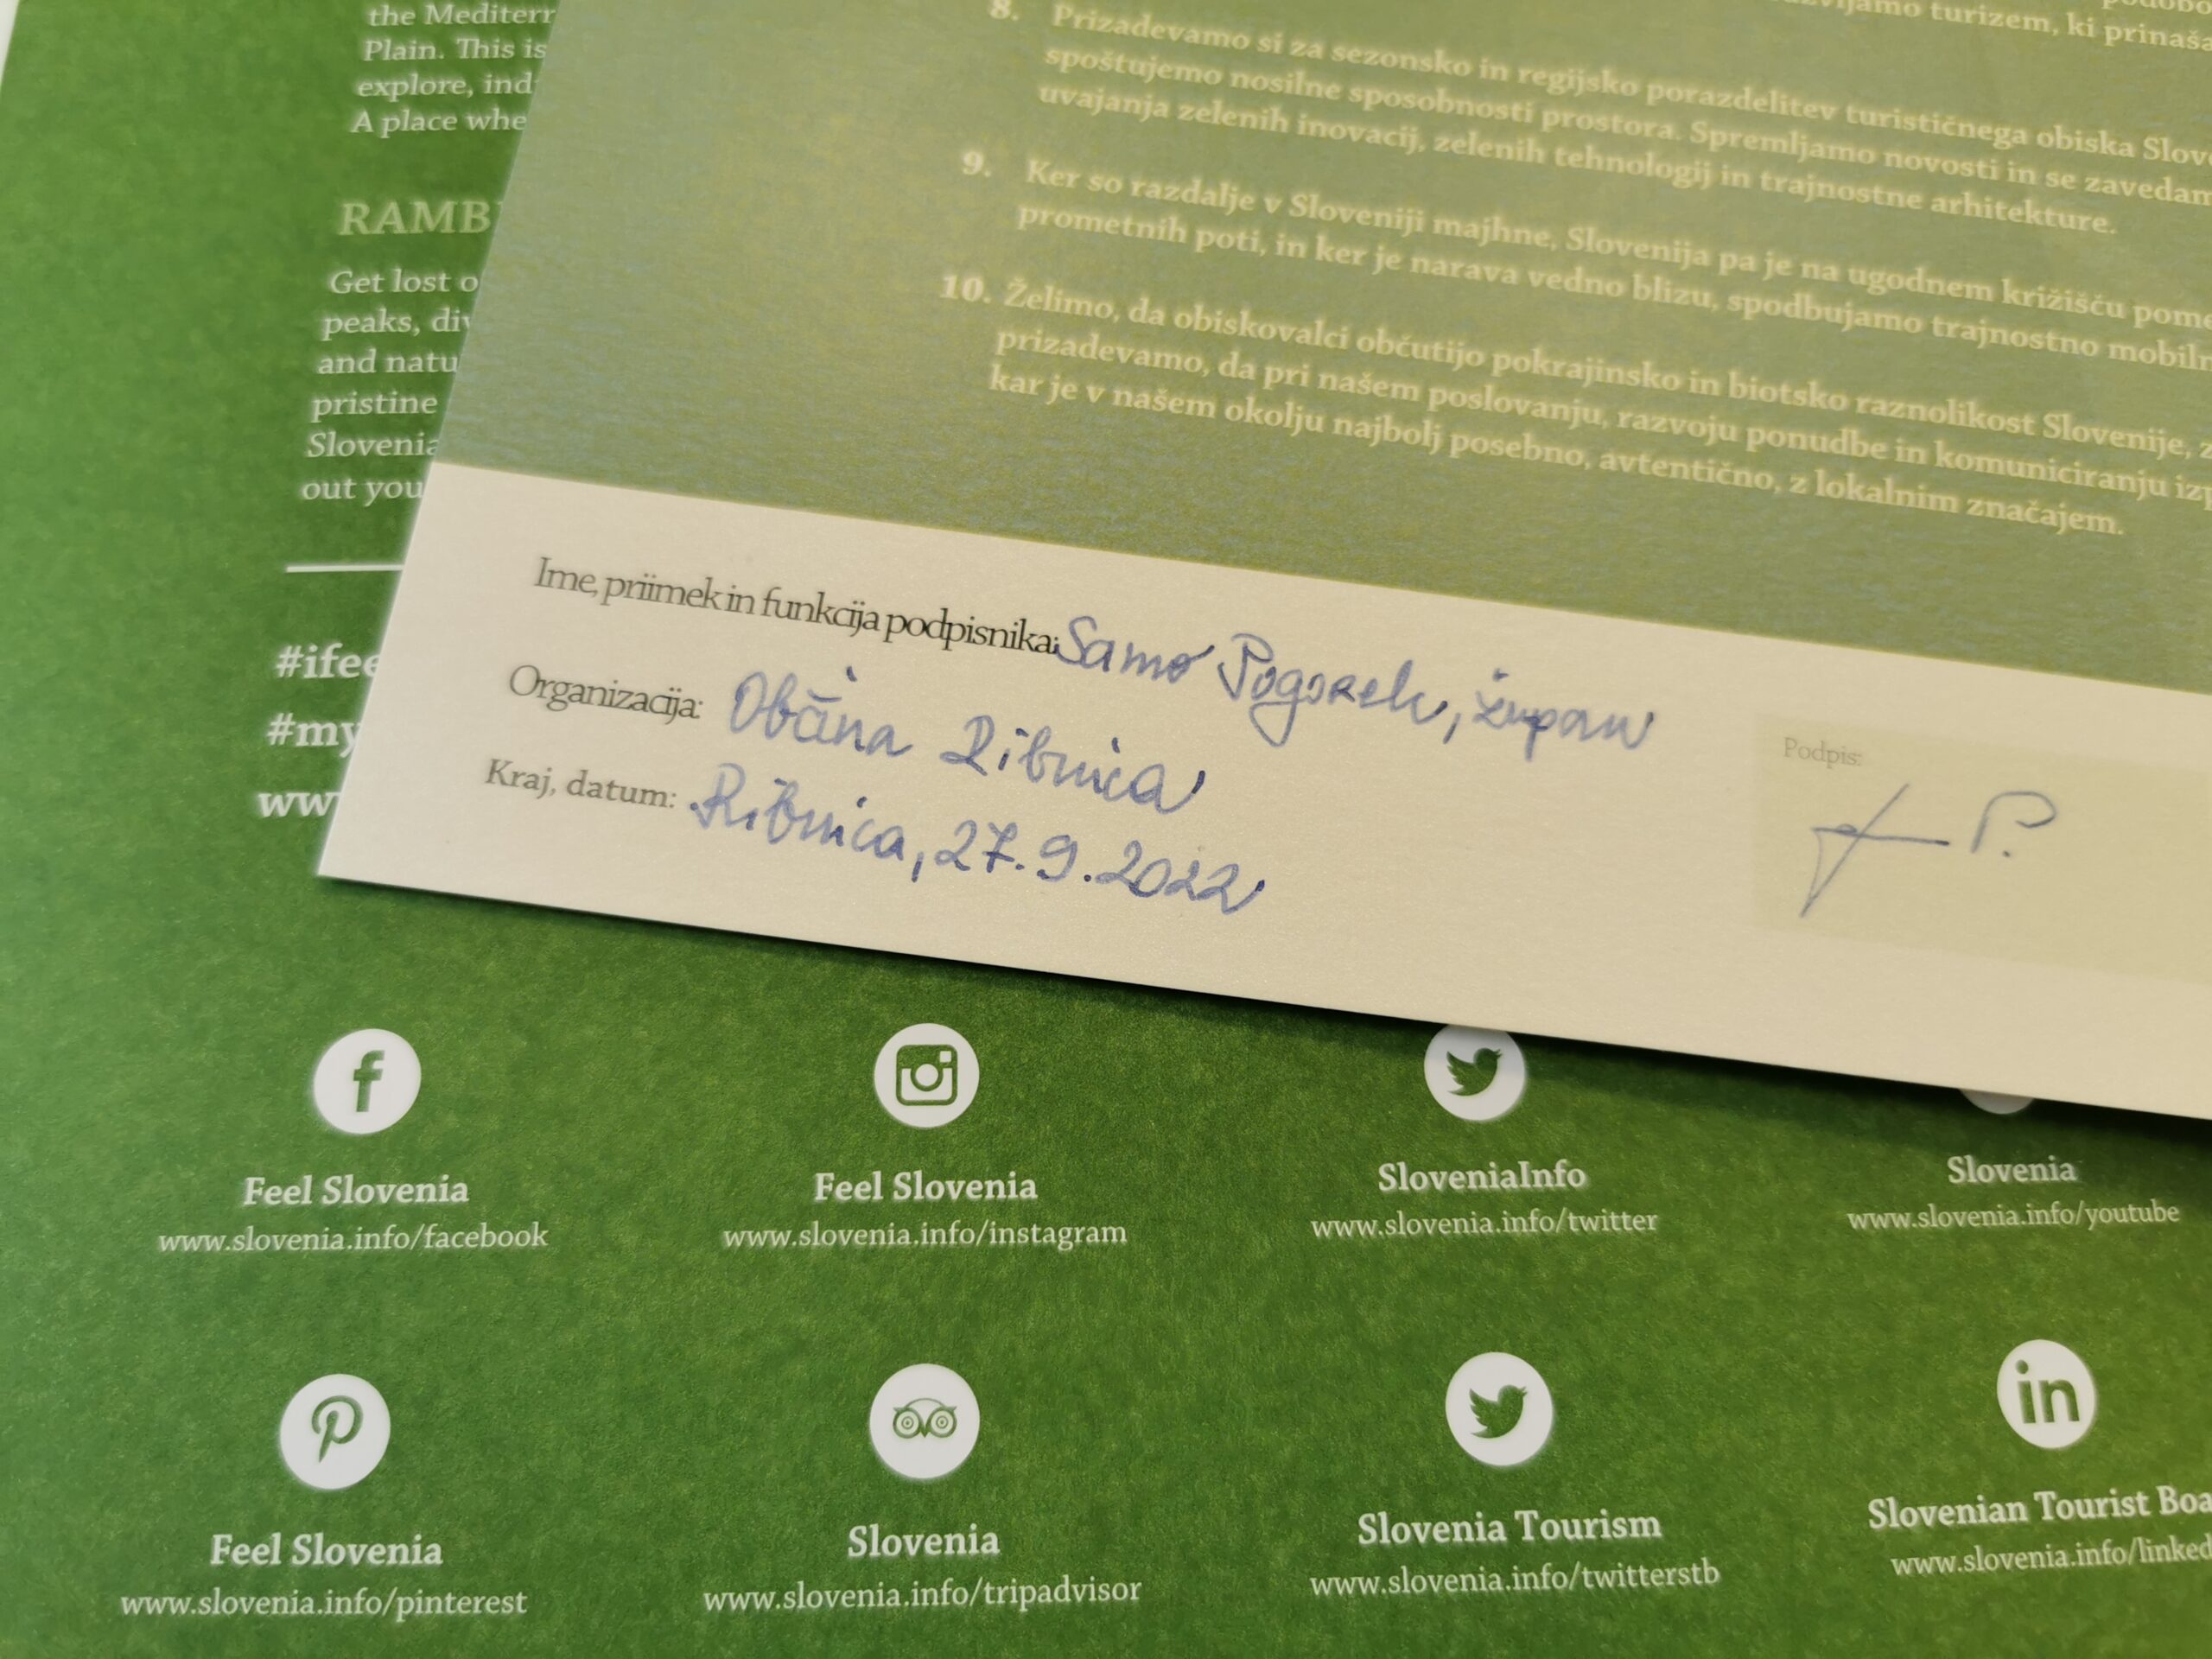 the Mediterr
Plain. This is
explore, ind
A place whe
RAMB
Get lost o
peaks, div
and natu
pristine
Slovenia
out you
#ifee
#my
www
turizem, ki prinaša
8. Prizadevamo si za sezonsko in regijsko porazdelitev turističnega obiska Slove
spoštujemo nosilne sposobnosti prostora. Spremljamo novosti in se zavedam
uvajanja zelenih inovacij, zelenih tehnologij in trajnostne arhitekture.
9. Ker so razdalje v Sloveniji majhne, Slovenija pa je na ugodnem križišču pome
prometnih poti, in ker je narava vedno blizu, spodbujamo trajnostno mobiln
10. Želimo, da obiskovalci občutijo pokrajinsko in biotsko raznolikost Slovenije, z
prizadevamo, da pri našem poslovanju, razvoju ponudbe in komuniciranju izp
kar je v našem okolju najbolj posebno, avtentično, z lokalnim značajem.
Ime, priimek in funkcija podpisnika: Samo Pogorelc, župan
Organizacija: Občina Ribnica
Kraj, datum: Ribnica, 27.9.2022
Podpis:
Feel Slovenia
www.slovenia.info/facebook
Feel Slovenia
www.slovenia.info/instagram
SloveniaInfo
www.slovenia.info/twitter
Slovenia
www.slovenia.info/youtube
Feel Slovenia
www.slovenia.info/pinterest
Slovenia
www.slovenia.info/tripadvisor
Slovenia Tourism
www.slovenia.info/twitterstb
Slovenian Tourist Boa
www.slovenia.info/linked